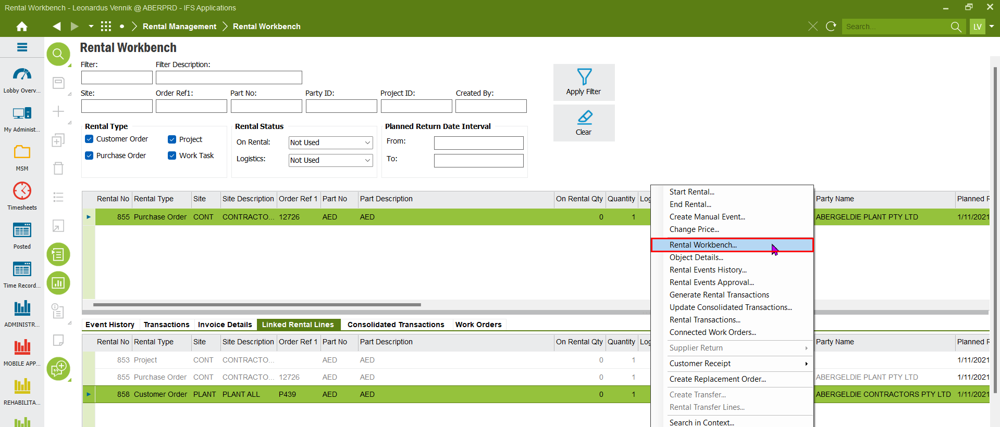 Rental Workbench - Leonardus Vennik @ ABERPRD - IFS Applications
Rental Management
Rental Workbench
Search...
LV
Rental Workbench
Lobby Overv...
My Administ...
MSM
Timesheets
Posted
Time Record...
ADMINISTR...
MOBILE APP...
REHABILITA...
Filter:
Filter Description:
Site:
Order Ref1:
Part No:
Party ID:
Project ID:
Created By:
Apply Filter
Clear
Rental Type
Customer Order
Project
Purchase Order
Work Task
Rental Status
On Rental:
Not Used
Logistics:
Not Used
Planned Return Date Interval
From:
To:
Rental No Rental Type Site Site Description Order Ref 1 Part No Part Description On Rental Qty Quantity Log Party Name Planned R
855 Purchase Order CONT CONTRACTO... 12726 AED AED 0 1 ABERGELDIE PLANT PTY LTD 1/11/2021
Event History
Transactions
Invoice Details
Linked Rental Lines
Consolidated Transactions
Work Orders
Rental No Rental Type Site Site Description Order Ref 1 Part No Part Description On Rental Qty Quantity Log Party Name Planned R
853 Project CONT CONTRACTO... AED AED 0 1 1/11/2021
855 Purchase Order CONT CONTRACTO... 12726 AED AED 0 1 ABERGELDIE PLANT PTY LTD 1/11/2021
858 Customer Order PLANT PLANT ALL P439 AED AED 0 1 ABERGELDIE CONTRACTORS PTY LTD 1/11/2021
Start Rental...
End Rental...
Create Manual Event...
Change Price...
Rental Workbench...
Object Details...
Rental Events History...
Rental Events Approval...
Generate Rental Transactions
Update Consolidated Transactions...
Rental Transactions...
Connected Work Orders...
Supplier Return
Customer Receipt
Create Replacement Order...
Create Transfer...
Rental Transfer Lines...
Search in Context...